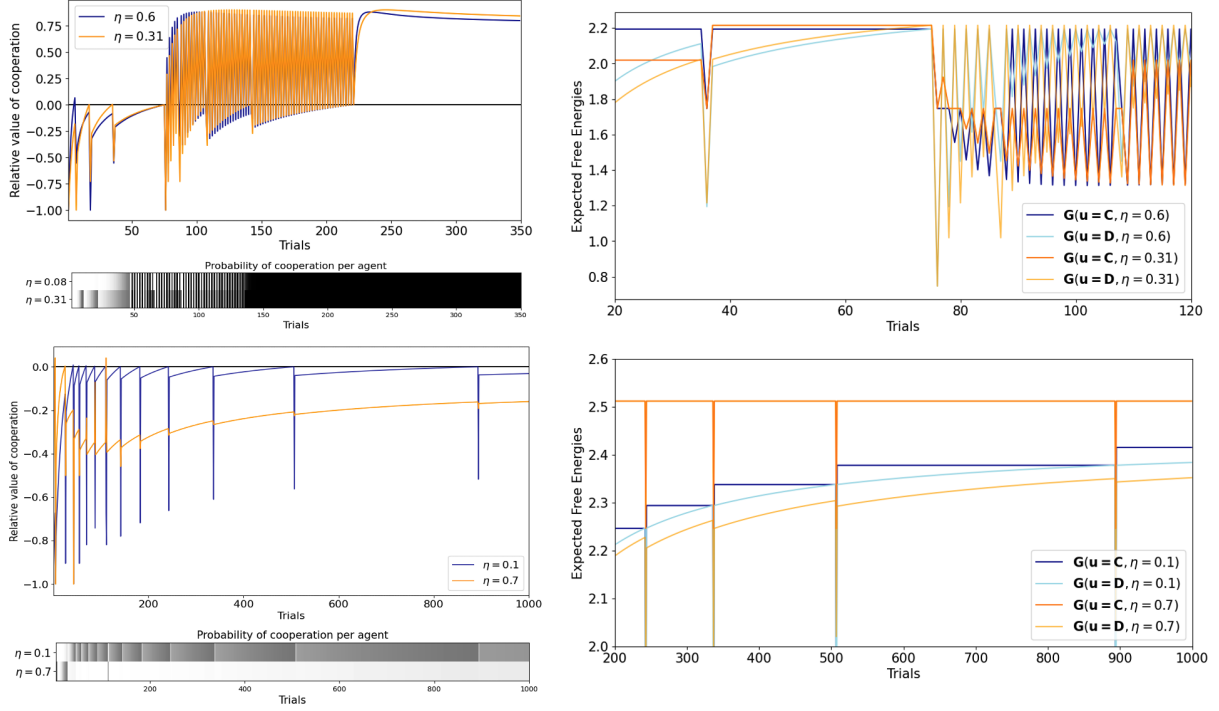 Relative value of cooperation
0.75
0.50
0.25
0.00
−0.25
−0.50
−0.75
−1.00
η = 0.6
η = 0.31
50 100 150 200 250 300 350
Trials
Probability of cooperation per agent
η = 0.08
η = 0.31
50 100 150 200 250 300 350
Trials
Expected Free Energies
2.2
2.0
1.8
1.6
1.4
1.2
1.0
0.8
G(u = C, η = 0.6)
G(u = D, η = 0.6)
G(u = C, η = 0.31)
G(u = D, η = 0.31)
20 40 60 80 100 120
Trials
Relative value of cooperation
0.0
−0.2
−0.4
−0.6
−0.8
−1.0
η = 0.1
η = 0.7
200 400 600 800 1000
Trials
Probability of cooperation per agent
η = 0.1
η = 0.7
200 400 600 800 1000
Trials
Expected Free Energies
2.6
2.5
2.4
2.3
2.2
2.1
2.0
G(u = C, η = 0.1)
G(u = D, η = 0.1)
G(u = C, η = 0.7)
G(u = D, η = 0.7)
200 300 400 500 600 700 800 900 1000
Trials